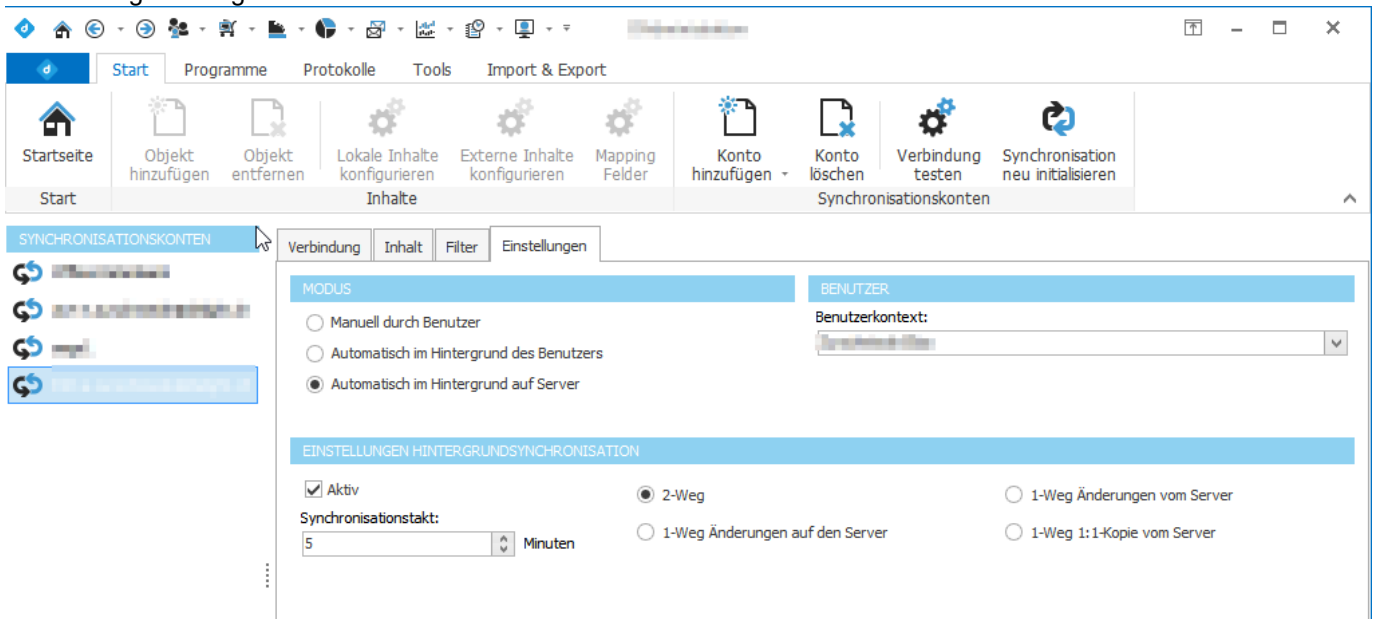 Start Programme Protokolle Tools Import & Export
Startseite
Objekt hinzufügen
Objekt entfernen
Lokale Inhalte konfigurieren
Externe Inhalte konfigurieren
Mapping Felder
Konto hinzufügen
Konto löschen
Verbindung testen
Synchronisation neu initialisieren
Start Inhalte Synchronisationskonten
SYNCHRONISATIONSKONTEN
Verbindung Inhalt Filter Einstellungen
MODUS
Manuell durch Benutzer
Automatisch im Hintergrund des Benutzers
Automatisch im Hintergrund auf Server
BENUTZER
Benutzerkontext:
EINSTELLUNGEN HINTERGRUNDSYNCHRONISATION
Aktiv
Synchronisationstakt:
5 Minuten
2-Weg
1-Weg Änderungen auf den Server
1-Weg Änderungen vom Server
1-Weg 1:1-Kopie vom Server